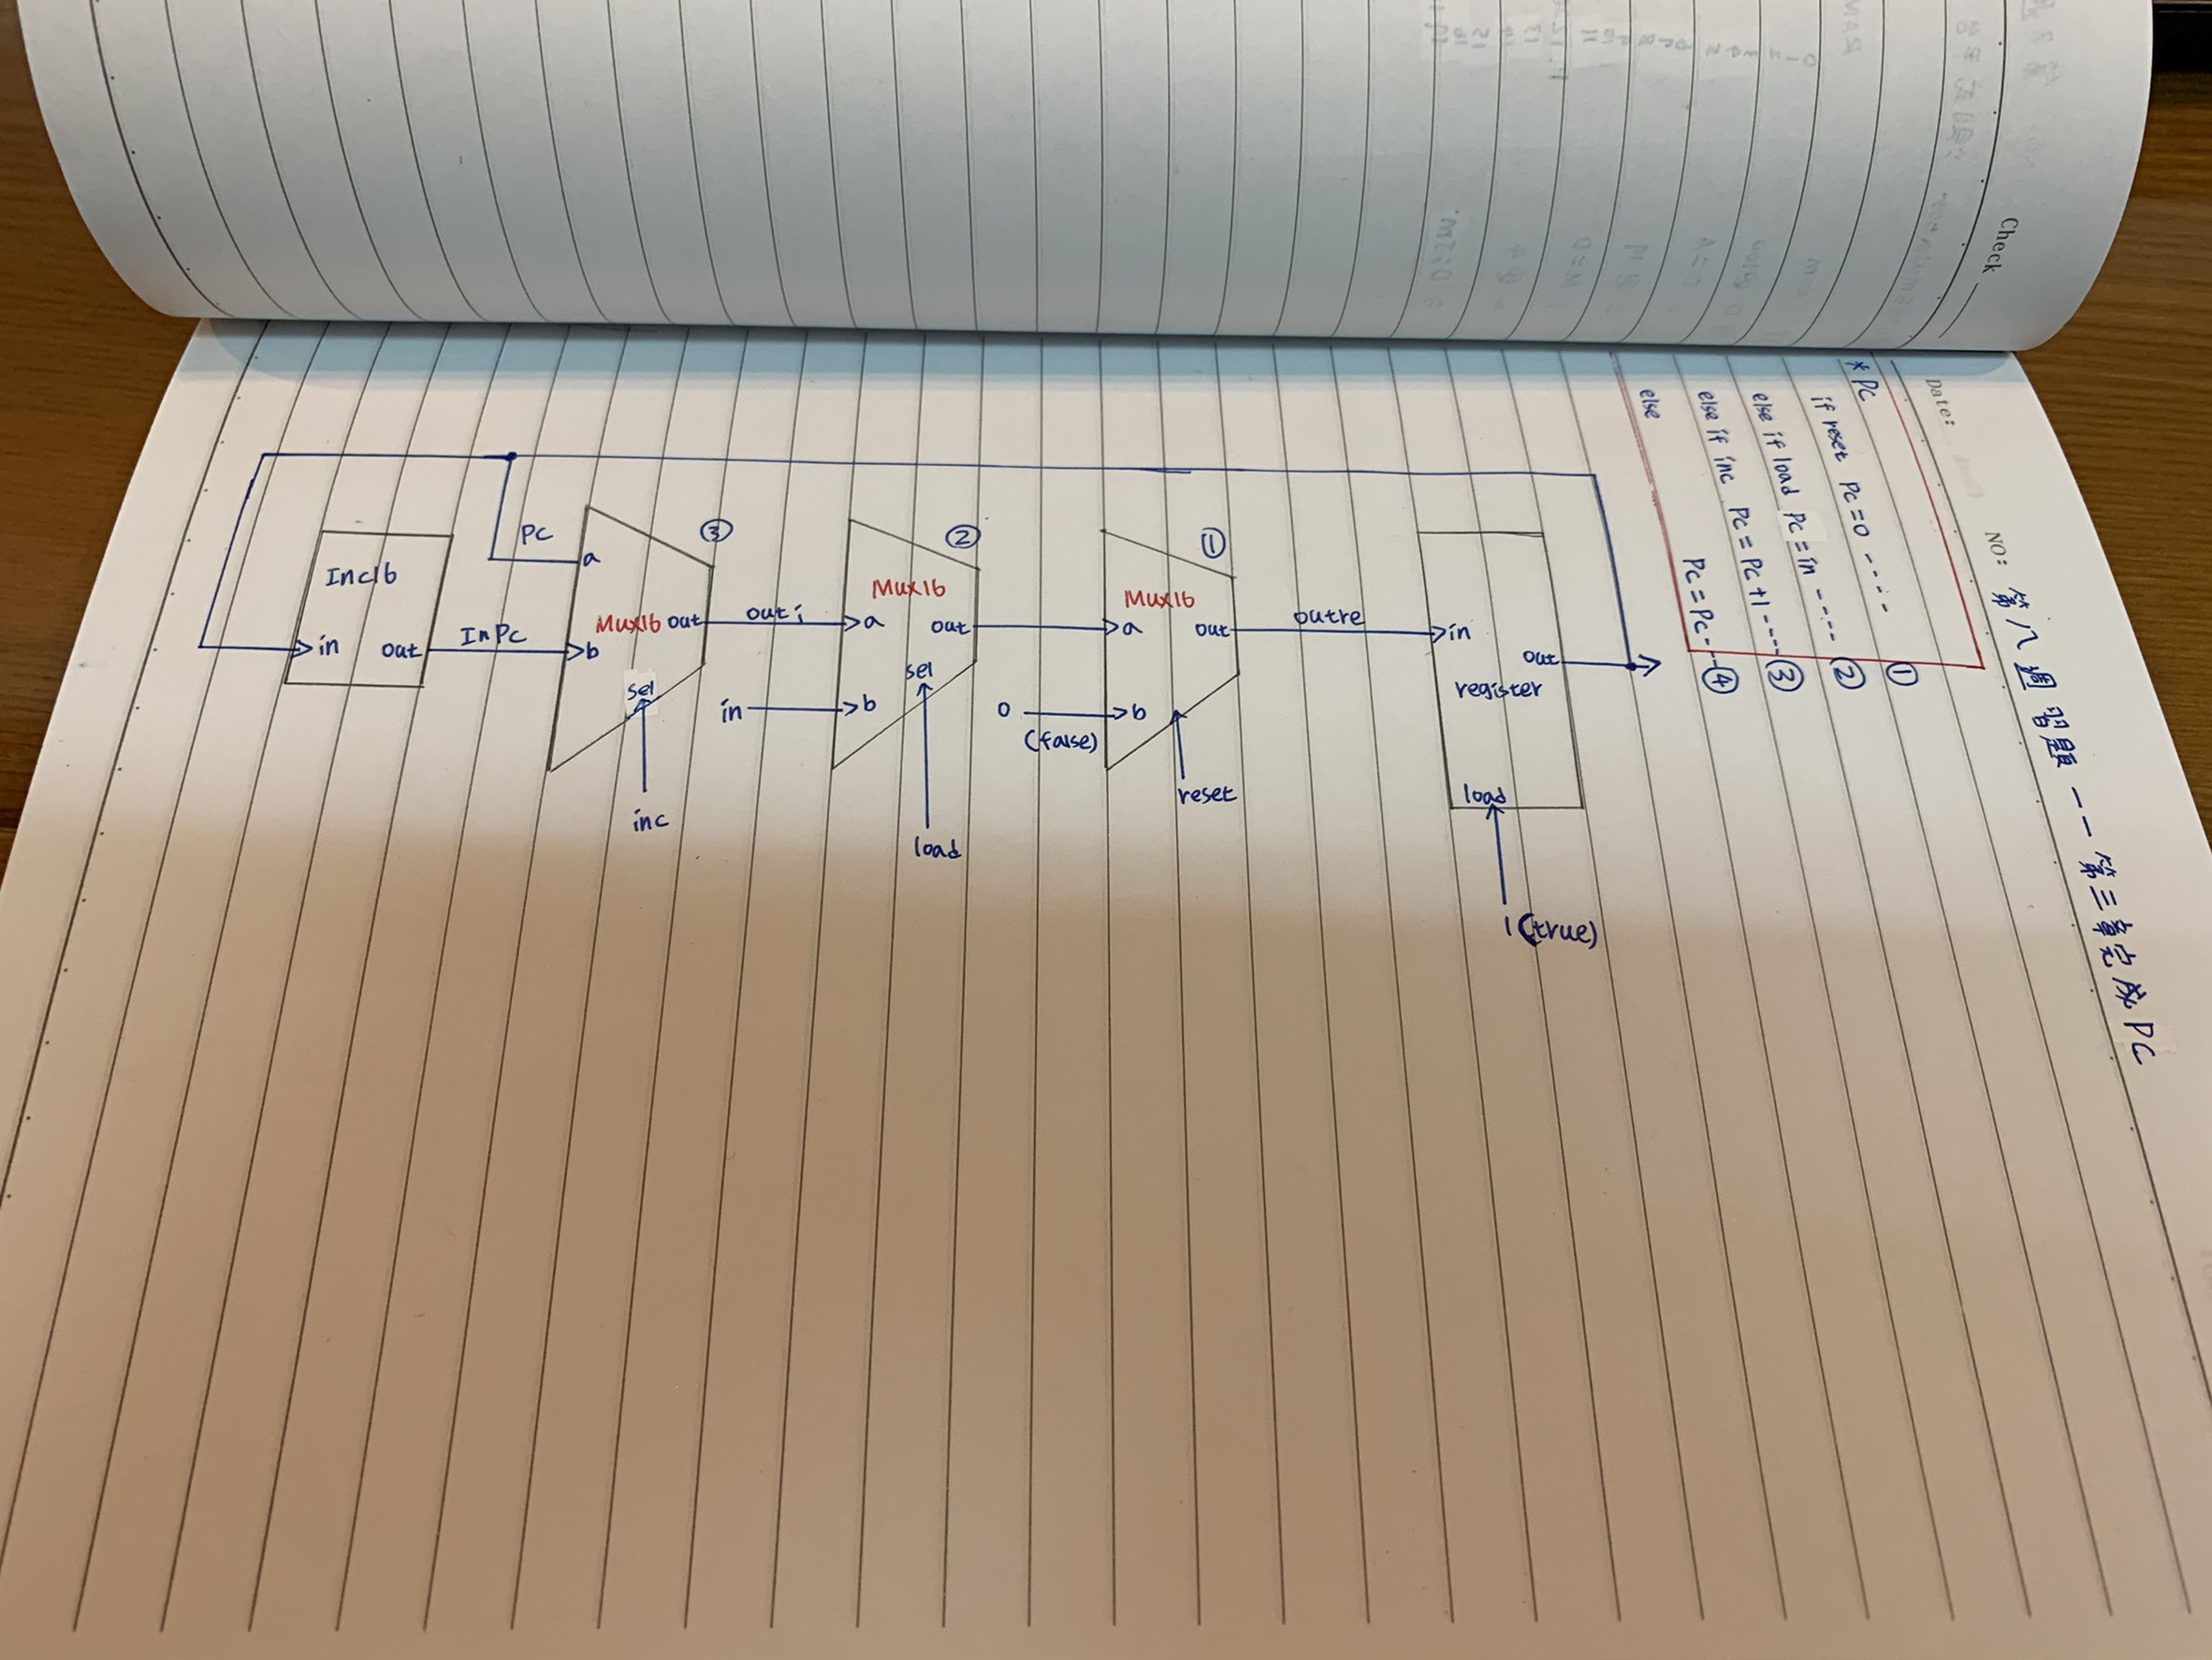 Check
Date:
NO:
第八週習題 -- 第三章完成PC
* PC
if reset PC=0 ----- ①
else if load PC=in ----- ②
else if inc PC=PC+1 ---- ③
else PC=PC -- ④
PC
a
③
Inc16
in
out
InPC
b
Mux16
out
sel
inc
outi
②
Mux16
a
out
sel
in
b
load
①
Mux16
a
out
0
(false)
b
reset
outre
in
out
register
load
1 (true)